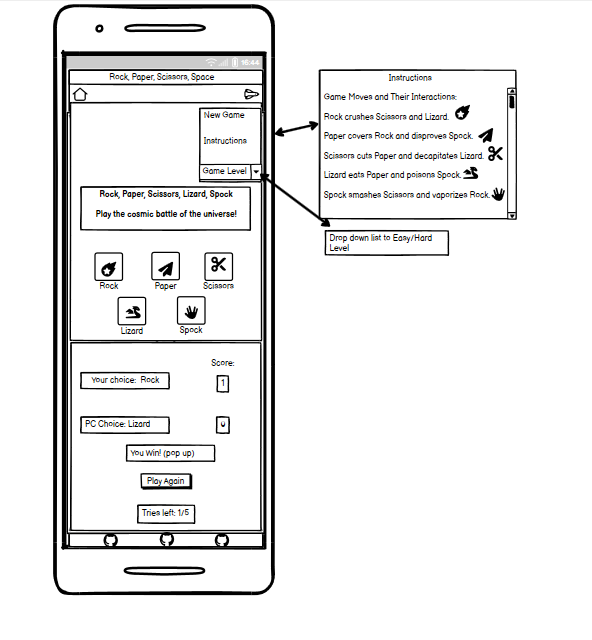 16:44
Rock, Paper, Scissors, Space
New Game
Instructions
Game Level
Rock, Paper, Scissors, Lizard, Spock
Play the cosmic battle of the universe!
Rock
Paper
Scissors
Lizard
Spock
Score:
Your choice: Rock
1
PC Choice: Lizard
0
You Win! (pop up)
Play Again
Tries left: 1/5
Instructions
Game Moves and Their Interactions:
Rock crushes Scissors and Lizard.
Paper covers Rock and disproves Spock.
Scissors cuts Paper and decapitates Lizard.
Lizard eats Paper and poisons Spock.
Spock smashes Scissors and vaporizes Rock.
Drop down list to Easy/Hard
Level